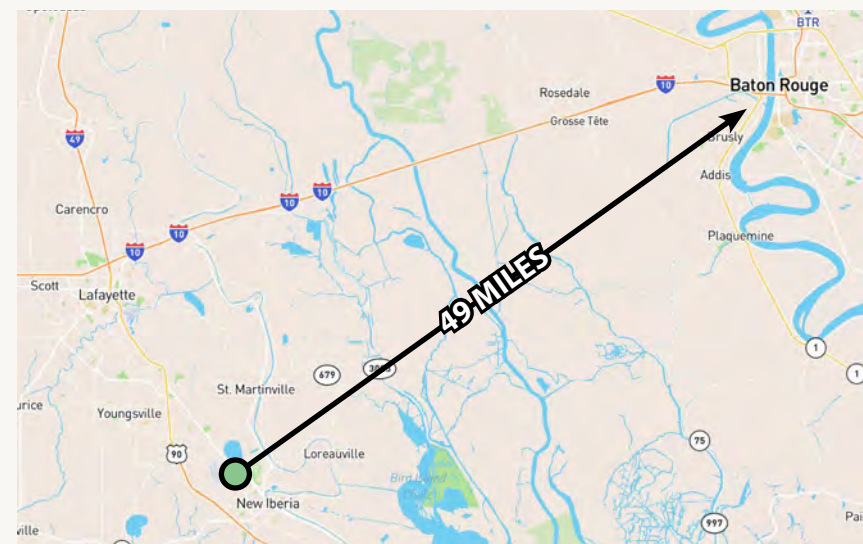 BTR
Baton Rouge
10
Rosedale
Grosse Tête
49
Brusly
Addis
10
10
Carencro
10
10
Plaquemine
49 MILES
Scott
Lafayette
1
679
1
St. Martinville
Youngsville
90
75
Loreauville
Bird Island
New Iberia
997